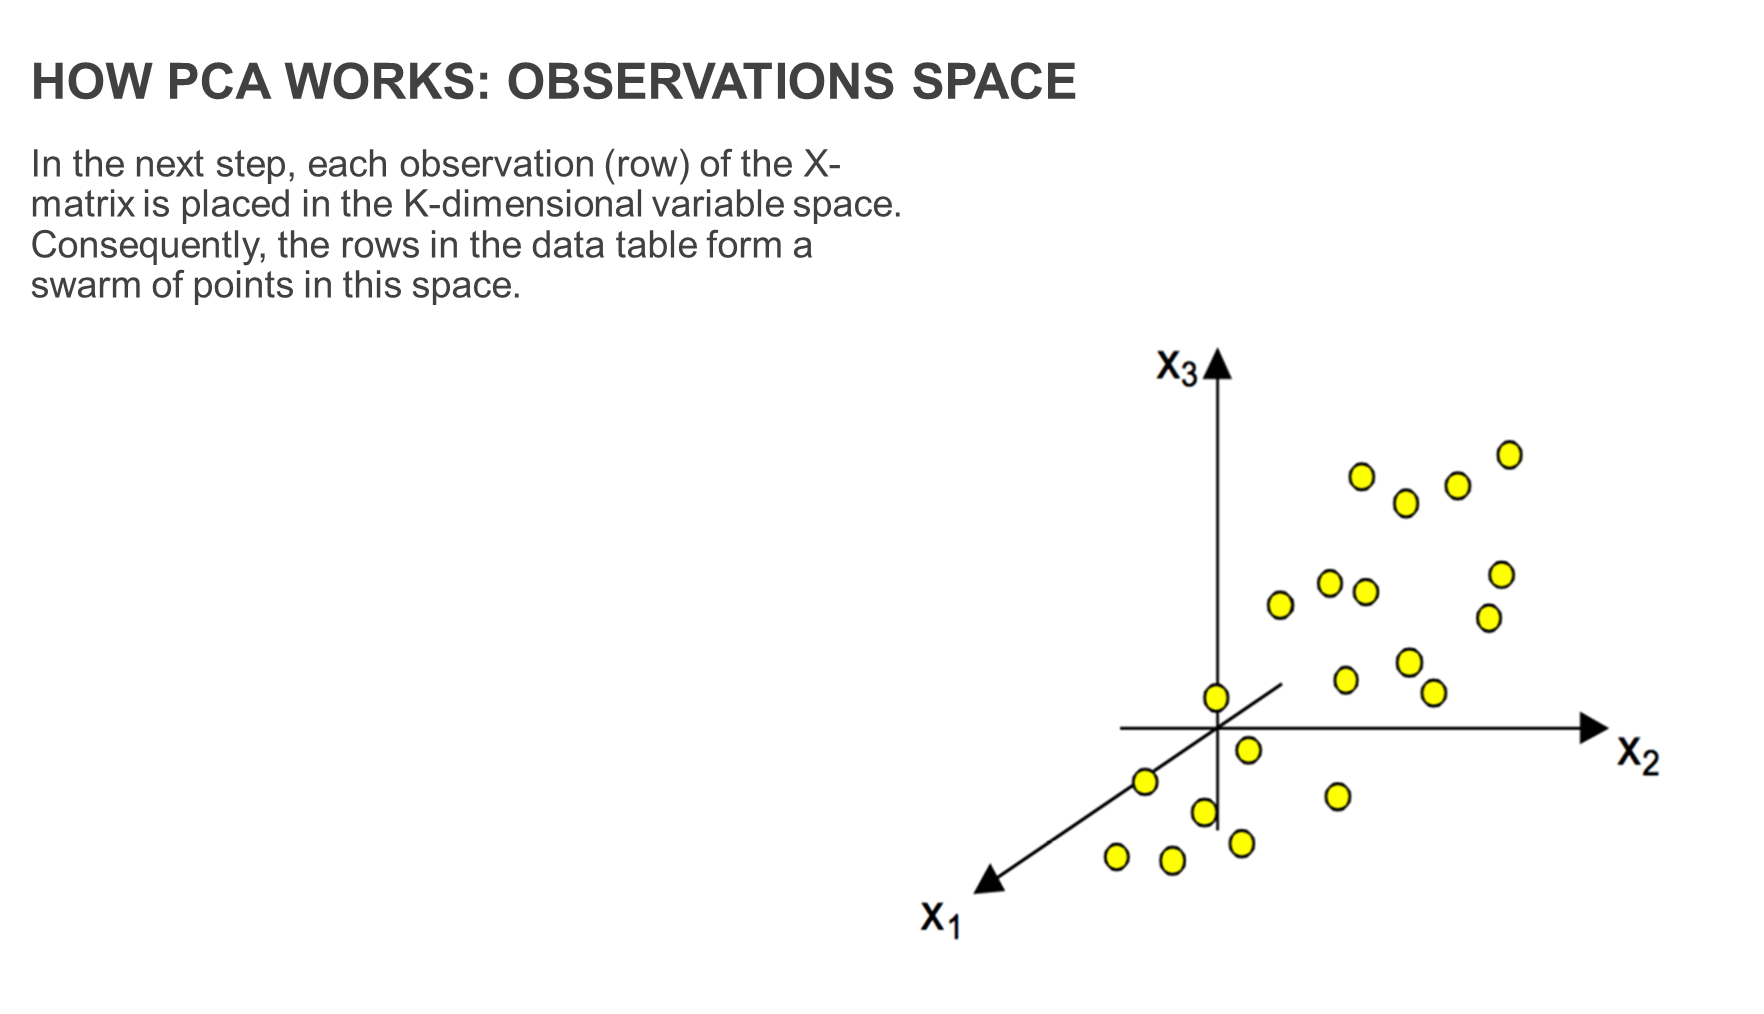 HOW PCA WORKS: OBSERVATIONS SPACE
In the next step, each observation (row) of the X-
matrix is placed in the K-dimensional variable space.
Consequently, the rows in the data table form a
swarm of points in this space.
X3
X2
X1